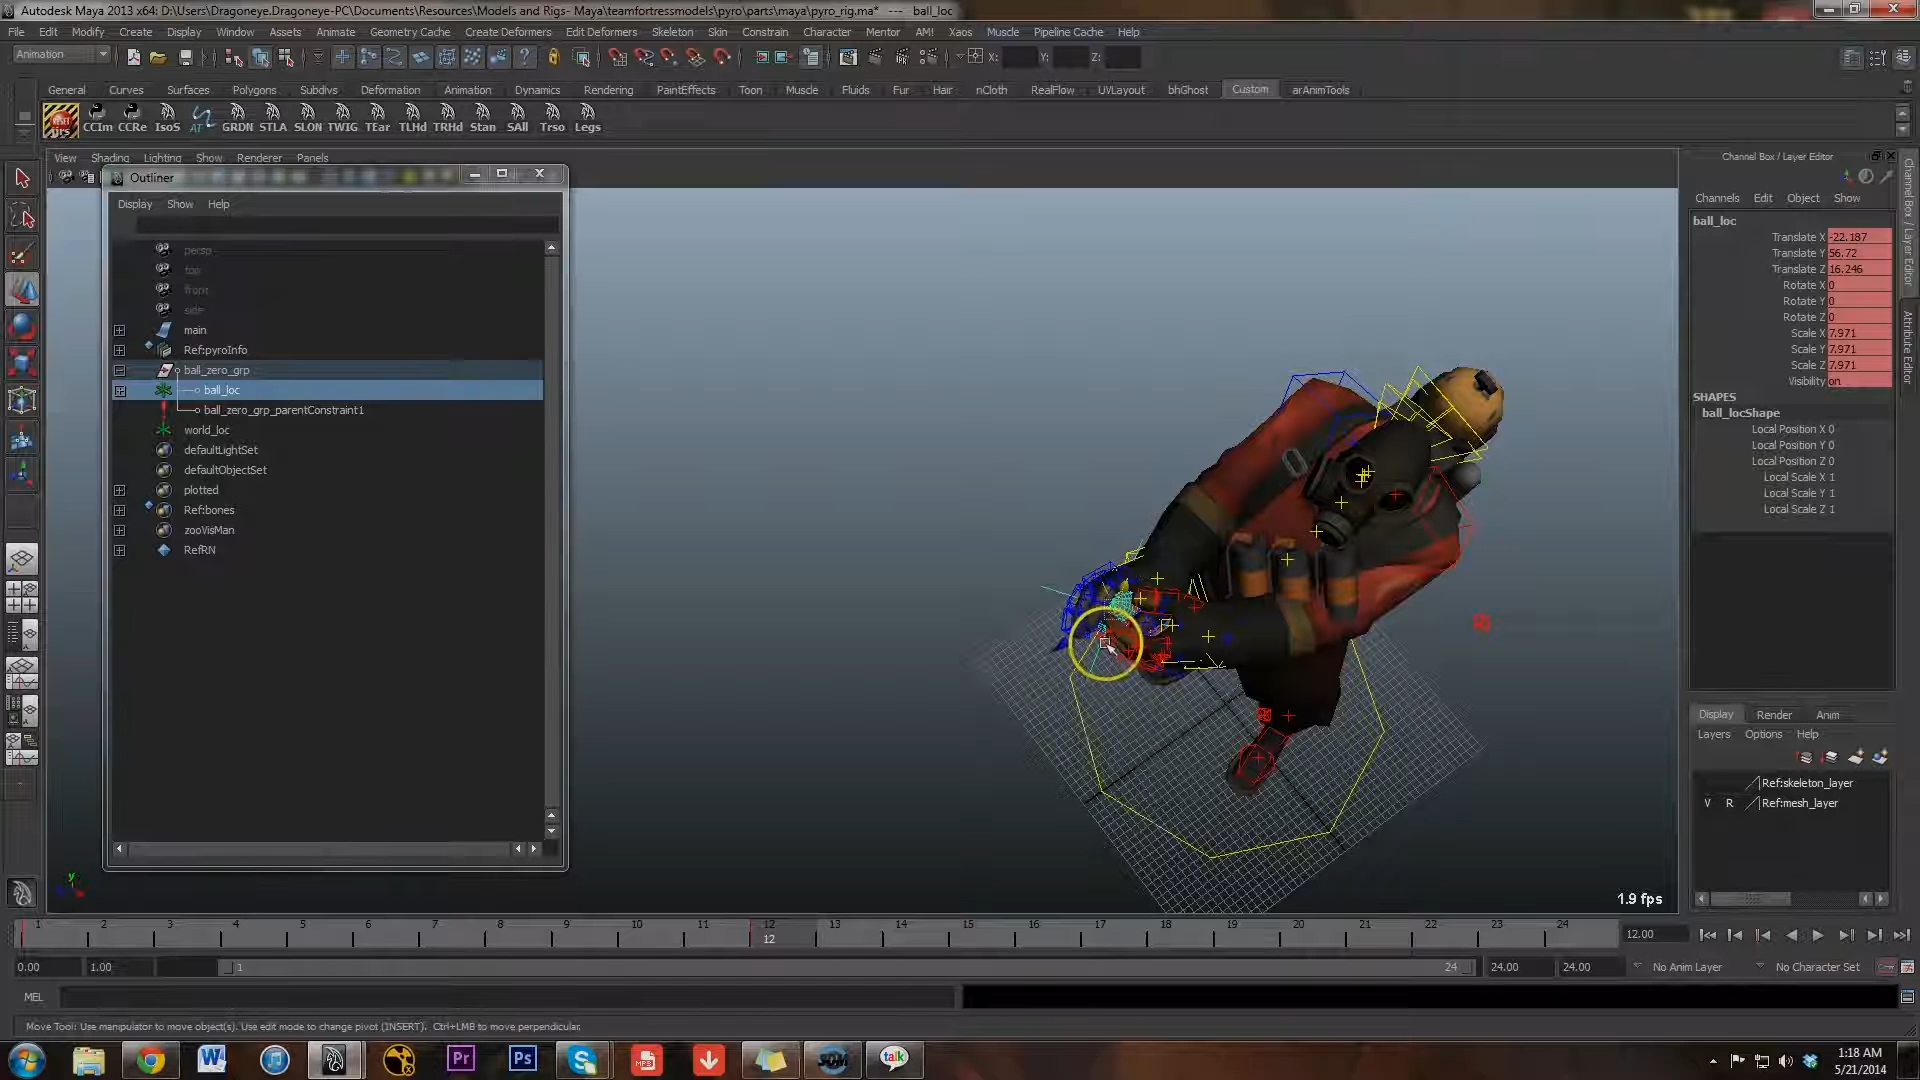 Autodesk Maya 2013 x64: D:\Users\Dragoneye.Dragoneye-PC\Documents\Resources\Models and Rigs- Maya\teamfortressmodels\pyro\parts\maya\pyro_rig.ma* --- ball_loc
File Edit Modify Create Display Window Assets Animate Geometry Cache Create Deformers Edit Deformers Skeleton Skin Constrain Character Mentor AM! Xaos Muscle Pipeline Cache Help
Animation X: Y: Z:
General Curves Surfaces Polygons Subdivs Deformation Animation Dynamics Rendering PaintEffects Toon Muscle Fluids Fur Hair nCloth RealFlow UVLayout bhGhost Custom arAnimTools
CCIm CCRe IsoS AT GRDN STLA SLON TWIG TEar TLHd TRHd Stan SAll Trso Legs
View Shading Lighting Show Renderer Panels
Outliner
Display Show Help
persp
top
front
side
main
Ref:pyroInfo
ball_zero_grp
ball_loc
ball_zero_grp_parentConstraint1
world_loc
defaultLightSet
defaultObjectSet
plotted
Ref:bones
zooVisMan
RefRN
1.9 fps
Channel Box / Layer Editor
Channels Edit Object Show
ball_loc
Translate X -22.187
Translate Y 56.72
Translate Z 16.246
Rotate X 0
Rotate Y 0
Rotate Z 0
Scale X 7.971
Scale Y 7.971
Scale Z 7.971
Visibility on
SHAPES
ball_locShape
Local Position X 0
Local Position Y 0
Local Position Z 0
Local Scale X 1
Local Scale Y 1
Local Scale Z 1
Channel Box / Layer Editor
Attribute Editor
Display Render Anim
Layers Options Help
Ref:skeleton_layer
V R Ref:mesh_layer
1 2 3 4 5 6 7 8 9 10 11 12 13 14 15 16 17 18 19 20 21 22 23 24
12
12.00
0.00 1.00 1 24 24.00 24.00 No Anim Layer No Character Set
MEL
Move Tool: Use manipulator to move object(s). Use edit mode to change pivot (INSERT). Ctrl+LMB to move perpendicular.
Pr Ps MP3 talk
1:18 AM
5/21/2014